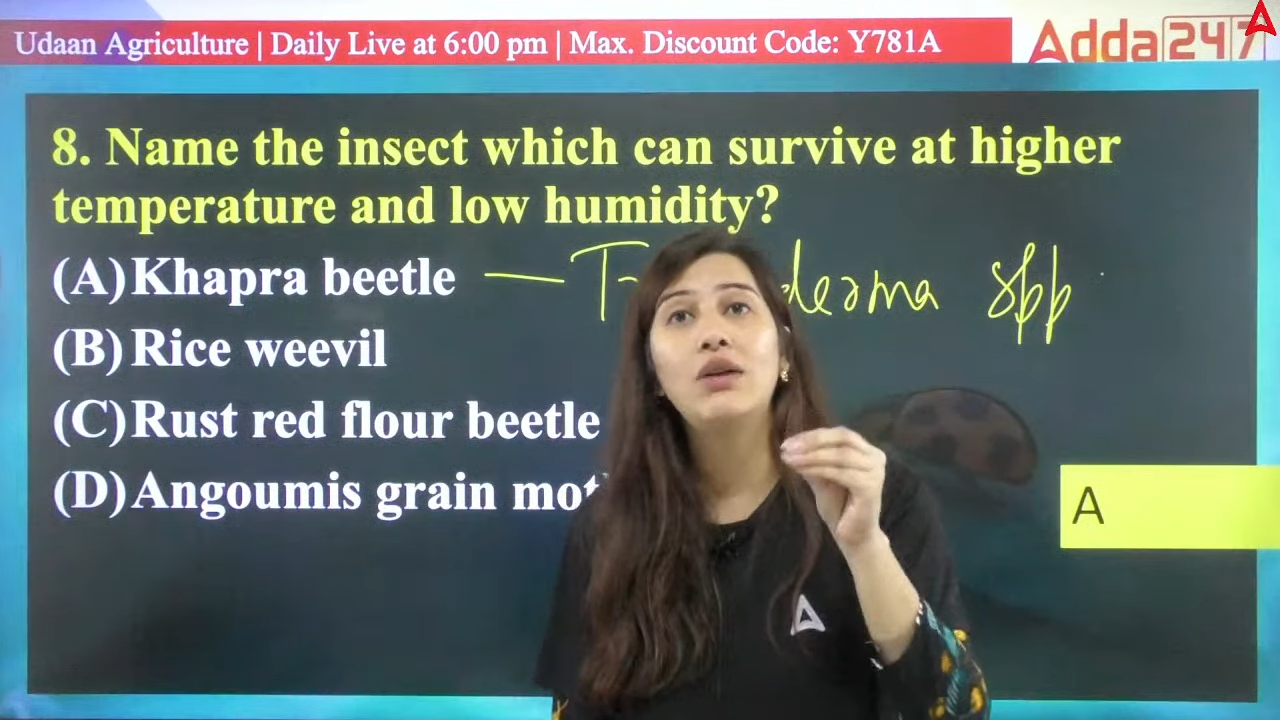 Udaan Agriculture | Daily Live at 6:00 pm | Max. Discount Code: Y781A
Adda247
8. Name the insect which can survive at higher
temperature and low humidity?
(A) Khapra beetle — spp
(B) Rice weevil
(C) Rust red flour beetle
(D) Angoumis grain
A